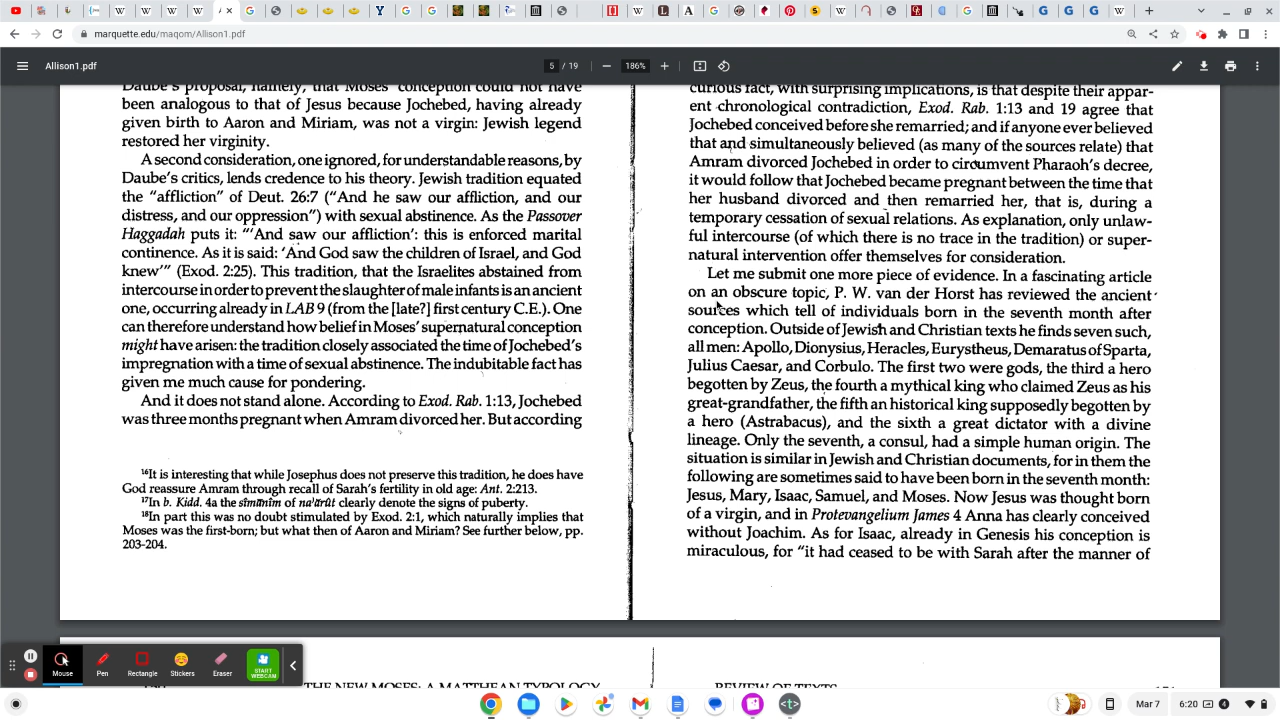 marquette.edu/maqom/Allison1.pdf
Allison1.pdf
5 / 19
186%
Daube's proposal, namely, that Moses' conception could not have
been analogous to that of Jesus because Jochebed, having already
given birth to Aaron and Miriam, was not a virgin: Jewish legend
restored her virginity.
A second consideration, one ignored, for understandable reasons, by
Daube's critics, lends credence to his theory. Jewish tradition equated
the "affliction" of Deut. 26:7 ("And he saw our affliction, and our
distress, and our oppression") with sexual abstinence. As the Passover
Haggadah puts it: "'And saw our affliction': this is enforced marital
continence. As it is said: 'And God saw the children of Israel, and God
knew'" (Exod. 2:25). This tradition, that the Israelites abstained from
intercourse in order to prevent the slaughter of male infants is an ancient
one, occurring already in LAB 9 (from the [late?] first century C.E.). One
can therefore understand how belief in Moses' supernatural conception
might have arisen: the tradition closely associated the time of Jochebed's
impregnation with a time of sexual abstinence. The indubitable fact has
given me much cause for pondering.
And it does not stand alone. According to Exod. Rab. 1:13, Jochebed
was three months pregnant when Amram divorced her. But according
16It is interesting that while Josephus does not preserve this tradition, he does have
God reassure Amram through recall of Sarah's fertility in old age: Ant. 2:213.
17In b. Kidd. 4a the sîmānîm of naʿărût clearly denote the signs of puberty.
18In part this was no doubt stimulated by Exod. 2:1, which naturally implies that
Moses was the first-born; but what then of Aaron and Miriam? See further below, pp.
203-204.
curious fact, with surprising implications, is that despite their appar-
ent chronological contradiction, Exod. Rab. 1:13 and 19 agree that
Jochebed conceived before she remarried; and if anyone ever believed
that and simultaneously believed (as many of the sources relate) that
Amram divorced Jochebed in order to circumvent Pharaoh's decree,
it would follow that Jochebed became pregnant between the time that
her husband divorced and then remarried her, that is, during a
temporary cessation of sexual relations. As explanation, only unlaw-
ful intercourse (of which there is no trace in the tradition) or super-
natural intervention offer themselves for consideration.
Let me submit one more piece of evidence. In a fascinating article
on an obscure topic, P. W. van der Horst has reviewed the ancient
sources which tell of individuals born in the seventh month after
conception. Outside of Jewish and Christian texts he finds seven such,
all men: Apollo, Dionysius, Heracles, Eurystheus, Demaratus of Sparta,
Julius Caesar, and Corbulo. The first two were gods, the third a hero
begotten by Zeus, the fourth a mythical king who claimed Zeus as his
great-grandfather, the fifth an historical king supposedly begotten by
a hero (Astrabacus), and the sixth a great dictator with a divine
lineage. Only the seventh, a consul, had a simple human origin. The
situation is similar in Jewish and Christian documents, for in them the
following are sometimes said to have been born in the seventh month:
Jesus, Mary, Isaac, Samuel, and Moses. Now Jesus was thought born
of a virgin, and in Protevangelium James 4 Anna has clearly conceived
without Joachim. As for Isaac, already in Genesis his conception is
miraculous, for "it had ceased to be with Sarah after the manner of
THE NEW MOSES: A MATTHEAN TYPOLOGY
REVIEW OF TEXTS
Mouse
Pen
Rectangle
Stickers
Eraser
START
WEBCAM
Mar 7
6:20
4